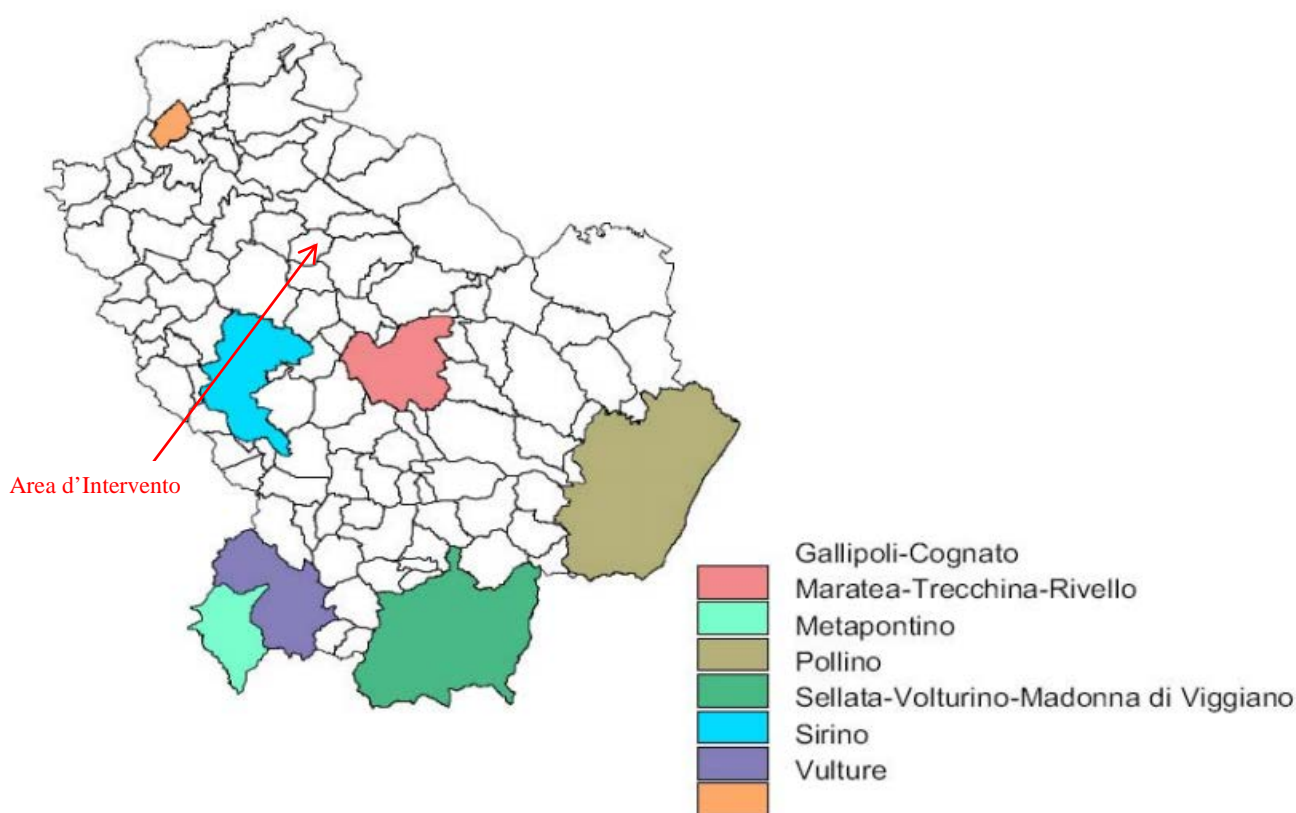 Area d’Intervento
Gallipoli-Cognato
Maratea-Trecchina-Rivello
Metapontino
Pollino
Sellata-Volturino-Madonna di Viggiano
Sirino
Vulture